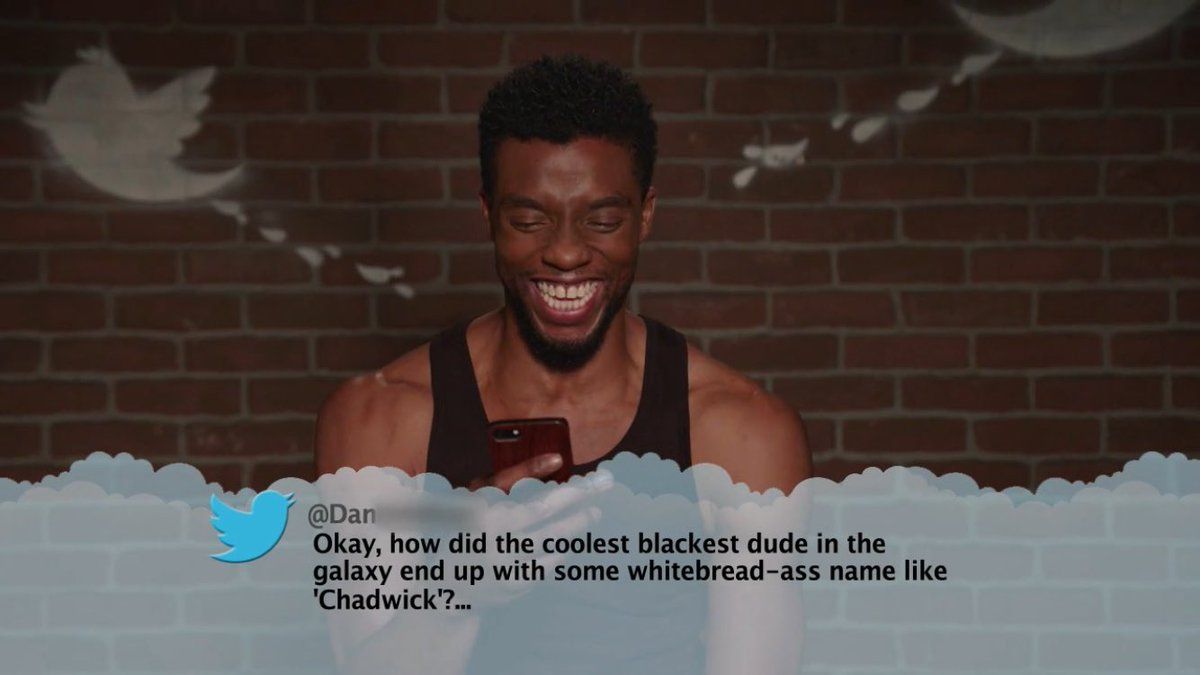 @Dan
Okay, how did the coolest blackest dude in the
galaxy end up with some whitebread-ass name like
'Chadwick'?...